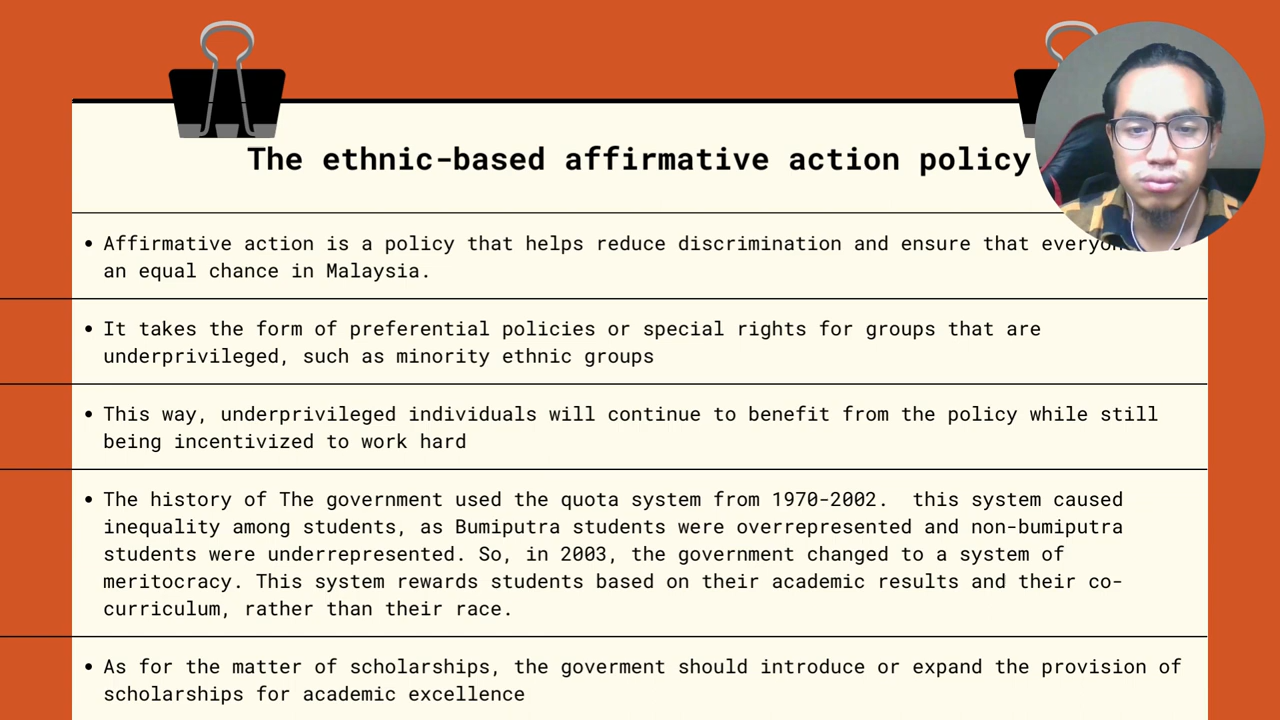 The ethnic-based affirmative action policy
• Affirmative action is a policy that helps reduce discrimination and ensure that
an equal chance in Malaysia.
• It takes the form of preferential policies or special rights for groups that are
underprivileged, such as minority ethnic groups
• This way, underprivileged individuals will continue to benefit from the policy while still
being incentivized to work hard
• The history of The government used the quota system from 1970-2002.  this system caused
inequality among students, as Bumiputra students were overrepresented and non-bumiputra
students were underrepresented. So, in 2003, the government changed to a system of
meritocracy. This system rewards students based on their academic results and their co-
curriculum, rather than their race.
• As for the matter of scholarships, the goverment should introduce or expand the provision of
scholarships for academic excellence